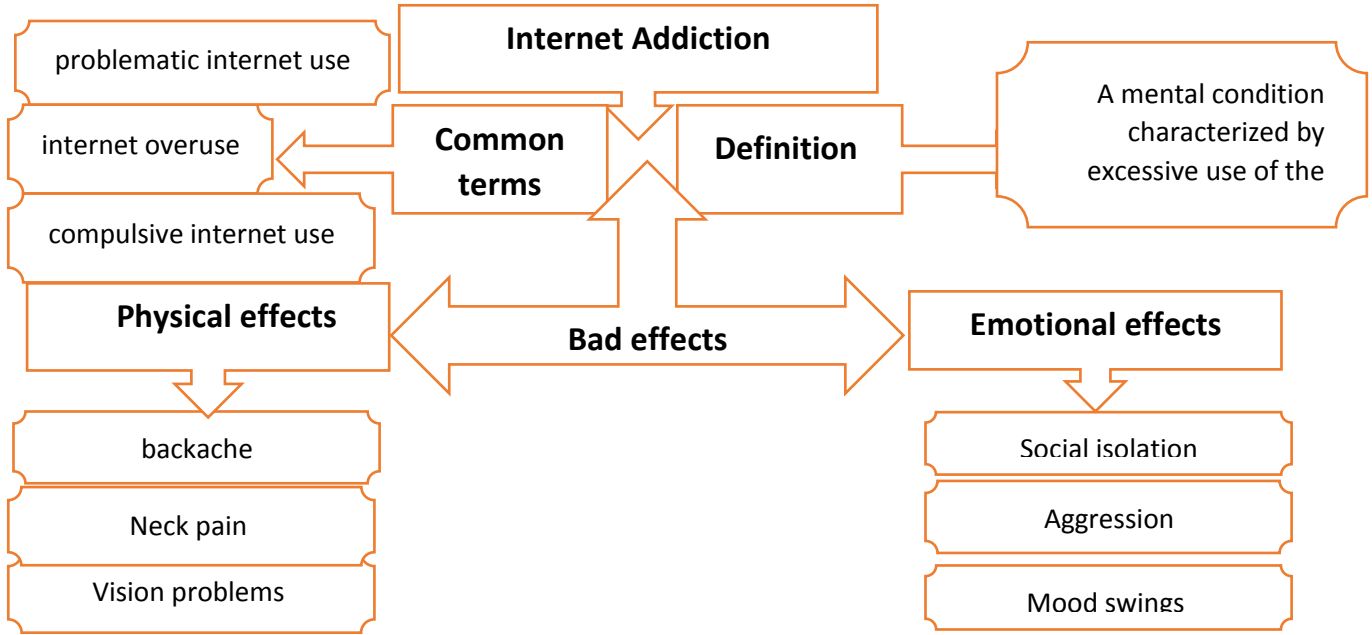 Internet Addiction
problematic internet use
internet overuse
compulsive internet use
Common
terms
Definition
A mental condition
characterized by
excessive use of the
Physical effects
Bad effects
Emotional effects
backache
Neck pain
Vision problems
Social isolation
Aggression
Mood swings